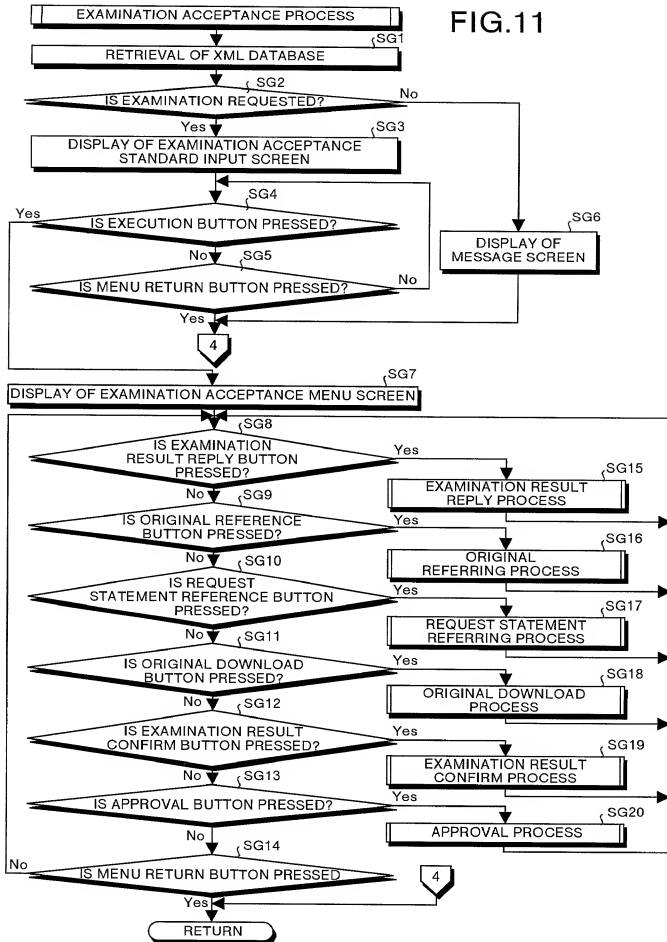 FIG.11
EXAMINATION ACCEPTANCE PROCESS
SG1
RETRIEVAL OF XML DATABASE
SG2
IS EXAMINATION REQUESTED?
No
Yes
SG3
DISPLAY OF EXAMINATION ACCEPTANCE
STANDARD INPUT SCREEN
SG4
Yes
IS EXECUTION BUTTON PRESSED?
SG6
DISPLAY OF
MESSAGE SCREEN
No
SG5
IS MENU RETURN BUTTON PRESSED?
No
Yes
4
SG7
DISPLAY OF EXAMINATION ACCEPTANCE MENU SCREEN
SG8
IS EXAMINATION
RESULT REPLY BUTTON
PRESSED?
Yes
SG15
EXAMINATION RESULT
REPLY PROCESS
No
SG9
IS ORIGINAL REFERENCE
BUTTON PRESSED?
Yes
SG16
ORIGINAL
REFERRING PROCESS
No
SG10
IS REQUEST
STATEMENT REFERENCE BUTTON
PRESSED?
Yes
SG17
REQUEST STATEMENT
REFERRING PROCESS
No
SG11
IS ORIGINAL DOWNLOAD
BUTTON PRESSED?
Yes
SG18
ORIGINAL DOWNLOAD
PROCESS
No
SG12
IS EXAMINATION RESULT
CONFIRM BUTTON PRESSED?
Yes
SG19
EXAMINATION RESULT
CONFIRM PROCESS
No
SG13
IS APPROVAL BUTTON PRESSED?
Yes
SG20
APPROVAL PROCESS
No
SG14
No
IS MENU RETURN BUTTON PRESSED
4
Yes
RETURN